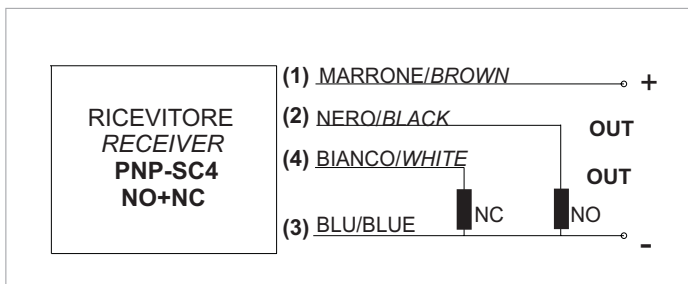 RICEVITORE
RECEIVER
PNP-SC4
NO+NC
(1) MARRONE/BROWN +
(2) NERO/BLACK OUT
(4) BIANCO/WHITE OUT
NC NO
(3) BLU/BLUE -